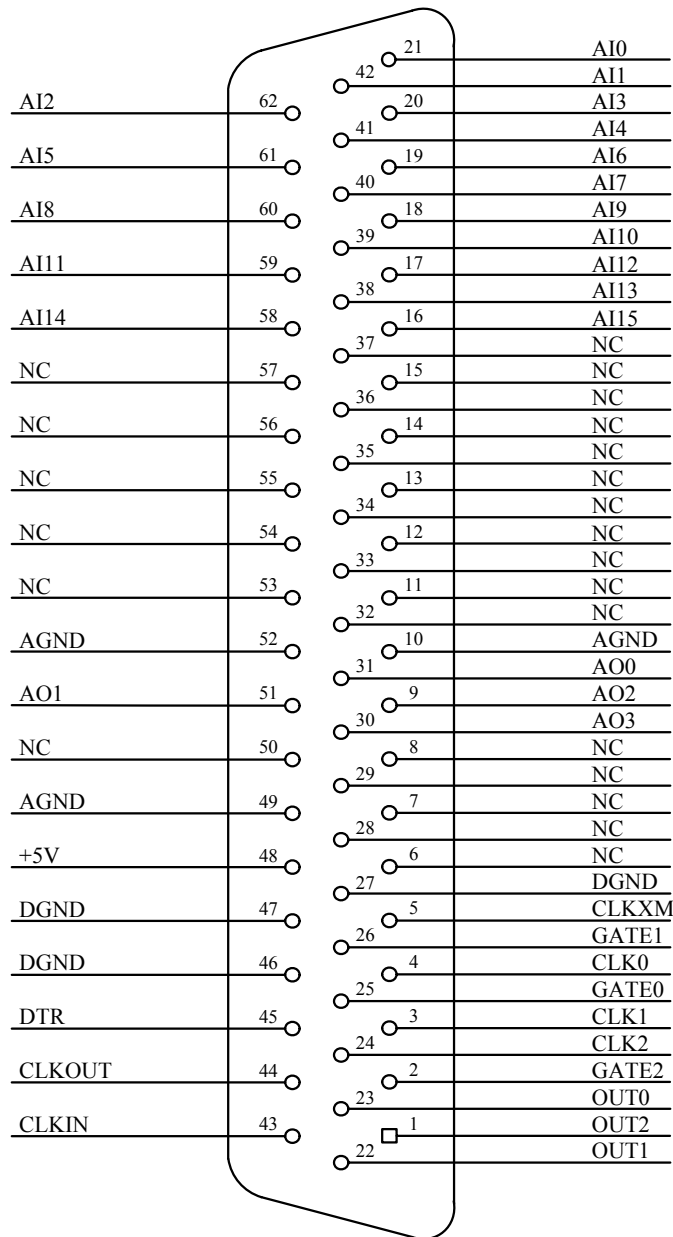 21 AI0
42 AI1
AI2 62 20 AI3
41 AI4
AI5 61 19 AI6
40 AI7
AI8 60 18 AI9
39 AI10
AI11 59 17 AI12
38 AI13
AI14 58 16 AI15
37 NC
NC 57 15 NC
36 NC
NC 56 14 NC
35 NC
NC 55 13 NC
34 NC
NC 54 12 NC
33 NC
NC 53 11 NC
32 NC
AGND 52 10 AGND
31 AO0
AO1 51 9 AO2
30 AO3
NC 50 8 NC
29 NC
AGND 49 7 NC
28 NC
+5V 48 6 NC
27 DGND
DGND 47 5 CLKXM
26 GATE1
DGND 46 4 CLK0
25 GATE0
DTR 45 3 CLK1
24 CLK2
CLKOUT 44 2 GATE2
23 OUT0
CLKIN 43 1 OUT2
22 OUT1